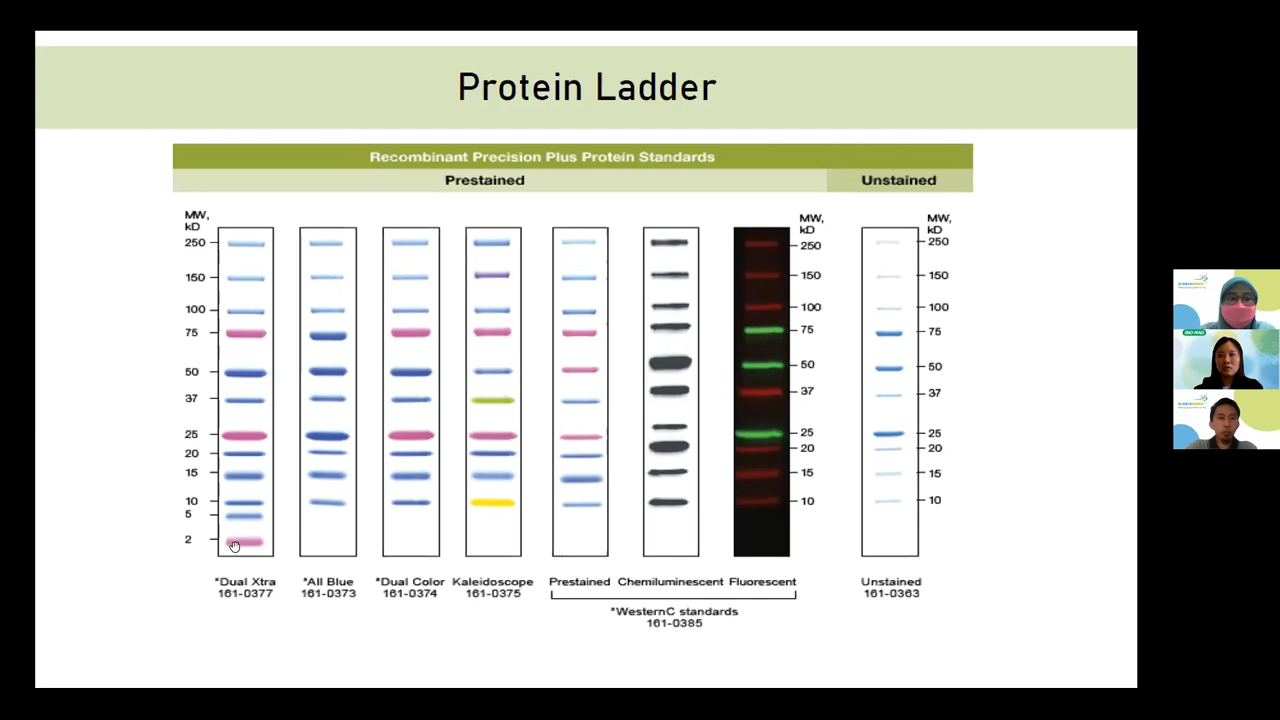 Protein Ladder
Recombinant Precision Plus Protein Standards
Prestained
Unstained
MW,
kD
250
150
100
75
50
37
25
20
15
10
5
2
MW,
kD
250
150
100
75
50
37
25
20
15
10
MW,
kD
250
150
100
75
50
37
25
20
15
10
*Dual Xtra
161-0377
*All Blue
161-0373
*Dual Color
161-0374
Kaleidoscope
161-0375
Prestained
Chemiluminescent
Fluorescent
*WesternC standards
161-0385
Unstained
161-0363
BIO-RAD